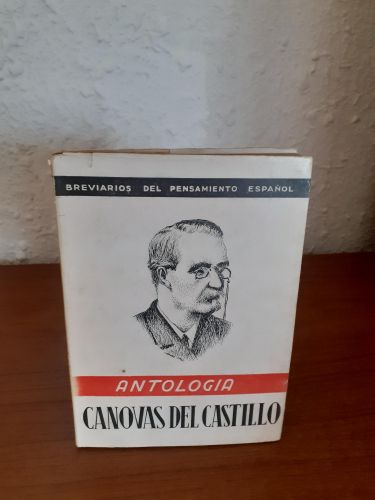 BREVIARIOS DEL PENSAMIENTO ESPAÑOL
ANTOLOGIA
CANOVAS DEL CASTILLO